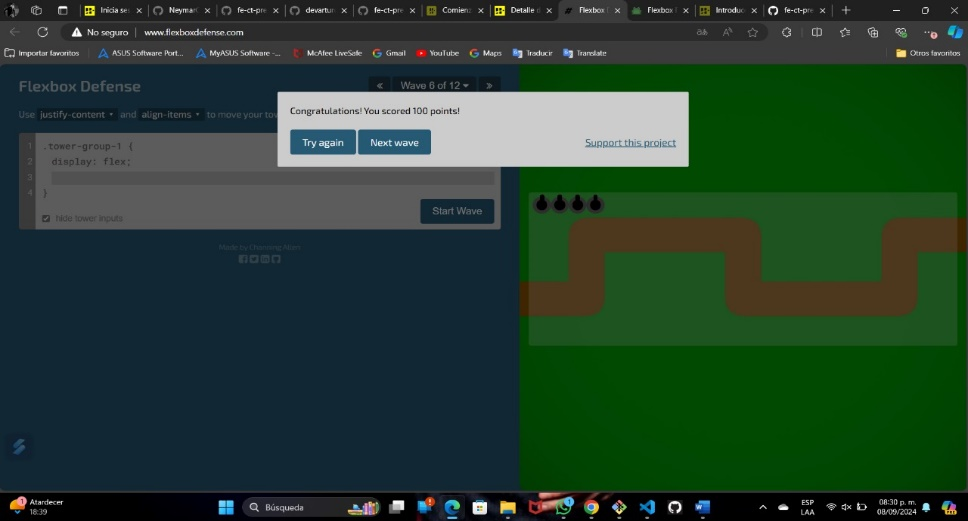 Inicia se
Neymar
fe-ct-pre
devartur
fe-ct-pre
Comienz
Detalle d
Flexbox
Flexbox
Introduc
fe-ct-pre
No seguro | www.flexboxdefense.com
Importar favoritos
ASUS Software Port...
MyASUS Software -...
McAfee LiveSafe
Gmail
YouTube
Maps
Traducir
Translate
Otros favoritos
Flexbox Defense
« Wave 6 of 12 »
Use justify-content and align-items to move your tow
1 .tower-group-1 {
2 display: flex;
3
4 }
hide tower inputs
Start Wave
Made by Channing Allen
Congratulations! You scored 100 points!
Try again
Next wave
Support this project
Atardecer
18:39
Búsqueda
ESP
LAA
08:30 p. m.
08/09/2024